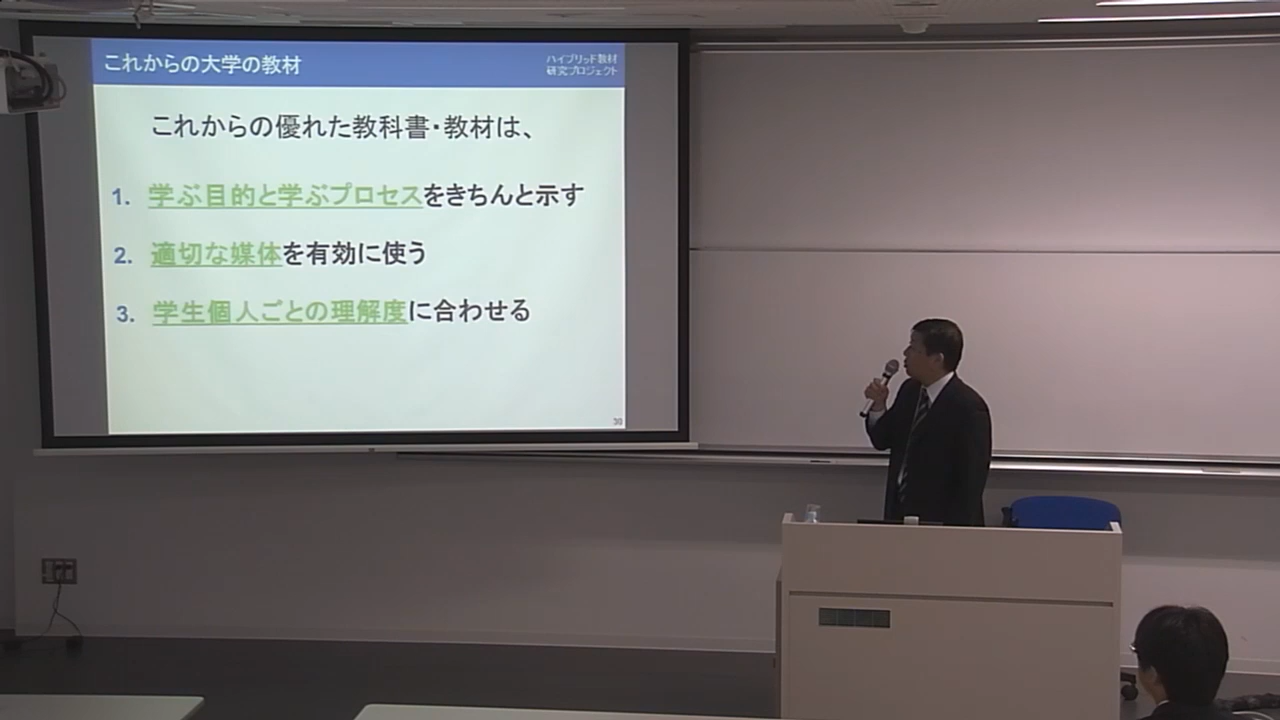 これからの大学の教材
ハイブリッド教材
研究プロジェクト
これからの優れた教科書・教材は、
1. 学ぶ目的と学ぶプロセスをきちんと示す
2. 適切な媒体を有効に使う
3. 学生個人ごとの理解度に合わせる
30